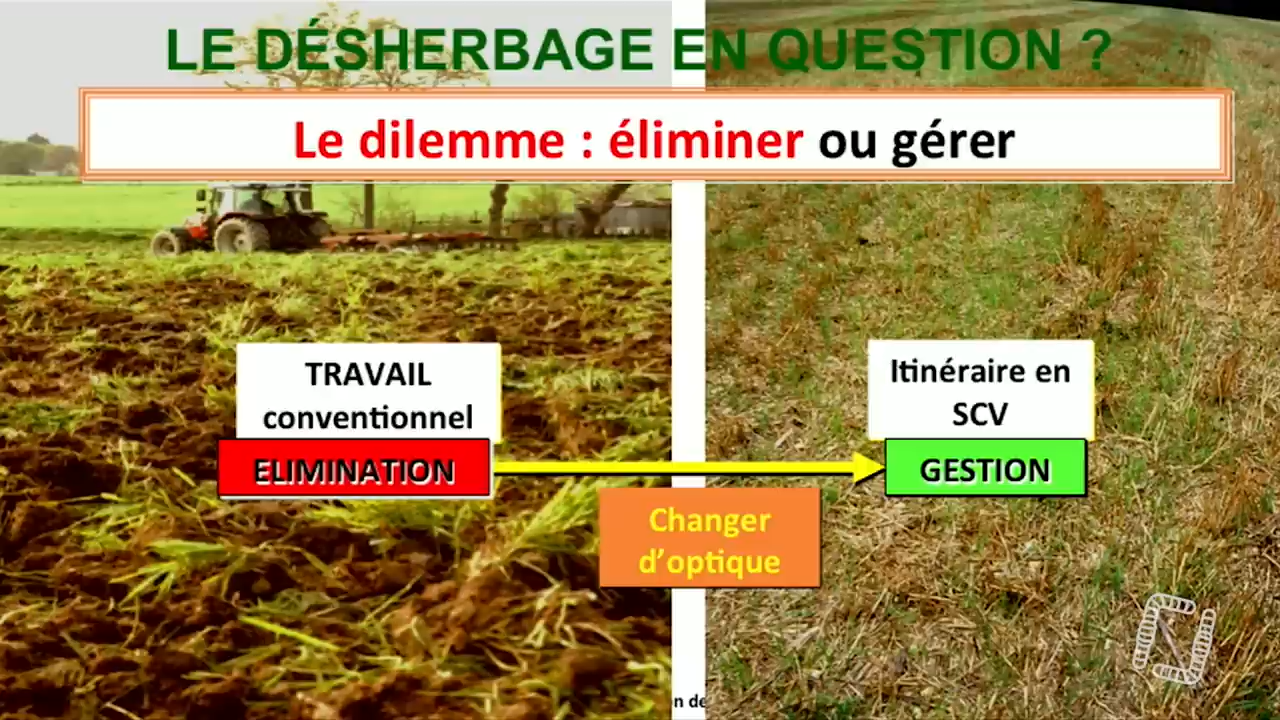 LE DÉSHERBAGE EN QUESTION ?
Le dilemme : éliminer ou gérer
TRAVAIL
conventionnel
ELIMINATION
Itinéraire en
SCV
GESTION
Changer
d’optique